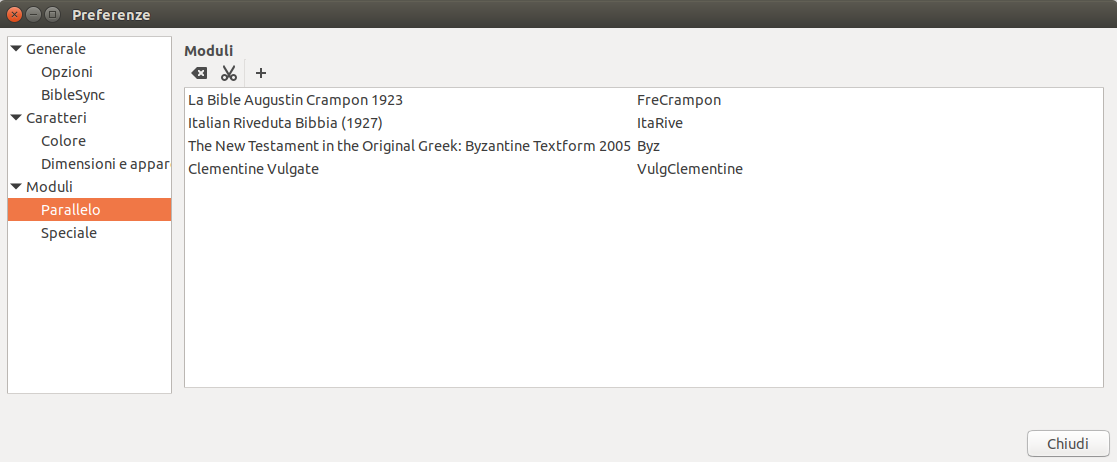 Preferenze
Generale
Opzioni
BibleSync
Caratteri
Colore
Dimensioni e appar
Moduli
Parallelo
Speciale
Moduli
La Bible Augustin Crampon 1923 FreCrampon
Italian Riveduta Bibbia (1927) ItaRive
The New Testament in the Original Greek: Byzantine Textform 2005 Byz
Clementine Vulgate VulgClementine
Chiudi